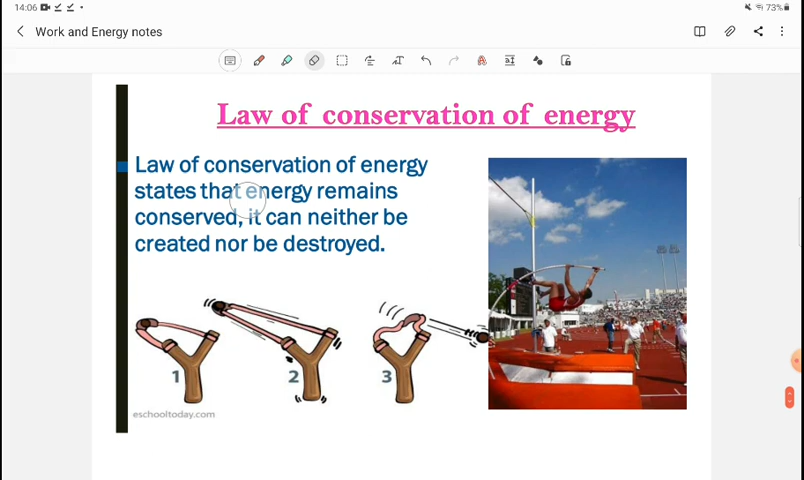 14:06
73%
Work and Energy notes
Law of conservation of energy
Law of conservation of energy
states that energy remains
conserved, it can neither be
created nor be destroyed.
1
2
3
eschooltoday.com